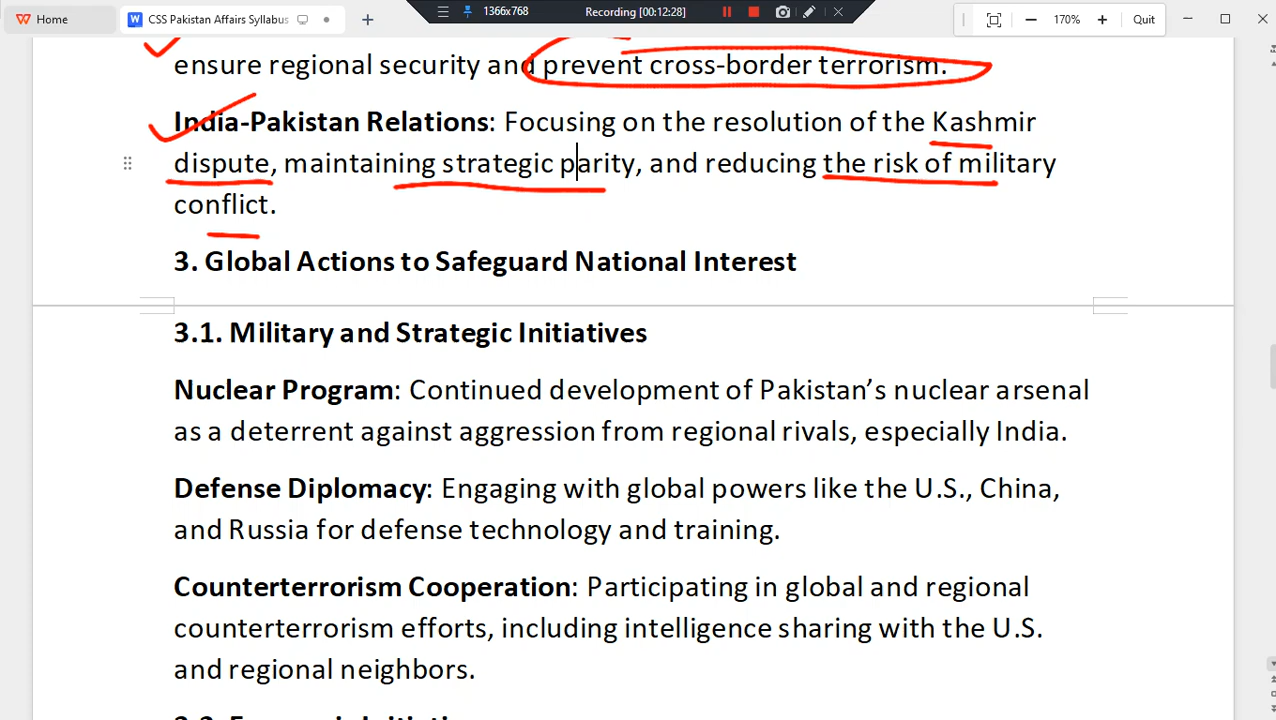 Home
CSS Pakistan Affairs Syllabus
1366x768
Recording [00:12:28]
170%
Quit
ensure regional security and prevent cross-border terrorism.
India-Pakistan Relations: Focusing on the resolution of the Kashmir
dispute, maintaining strategic parity, and reducing the risk of military
conflict.
3. Global Actions to Safeguard National Interest
3.1. Military and Strategic Initiatives
Nuclear Program: Continued development of Pakistan’s nuclear arsenal
as a deterrent against aggression from regional rivals, especially India.
Defense Diplomacy: Engaging with global powers like the U.S., China,
and Russia for defense technology and training.
Counterterrorism Cooperation: Participating in global and regional
counterterrorism efforts, including intelligence sharing with the U.S.
and regional neighbors.